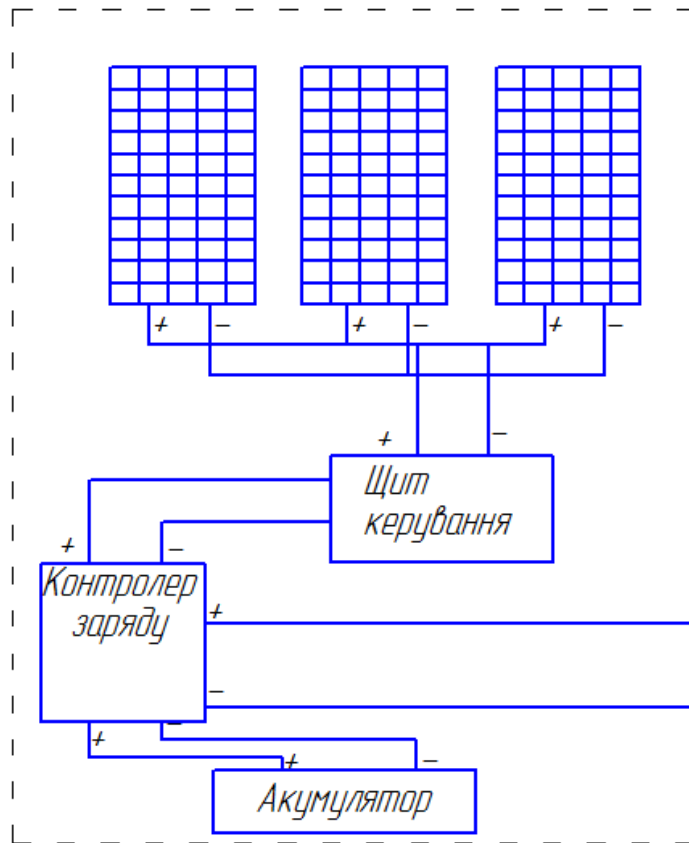 + − + − + −
+ −
Щит
керування
+ −
Контролер
заряду
+
−
+ −
+ −
Акумулятор